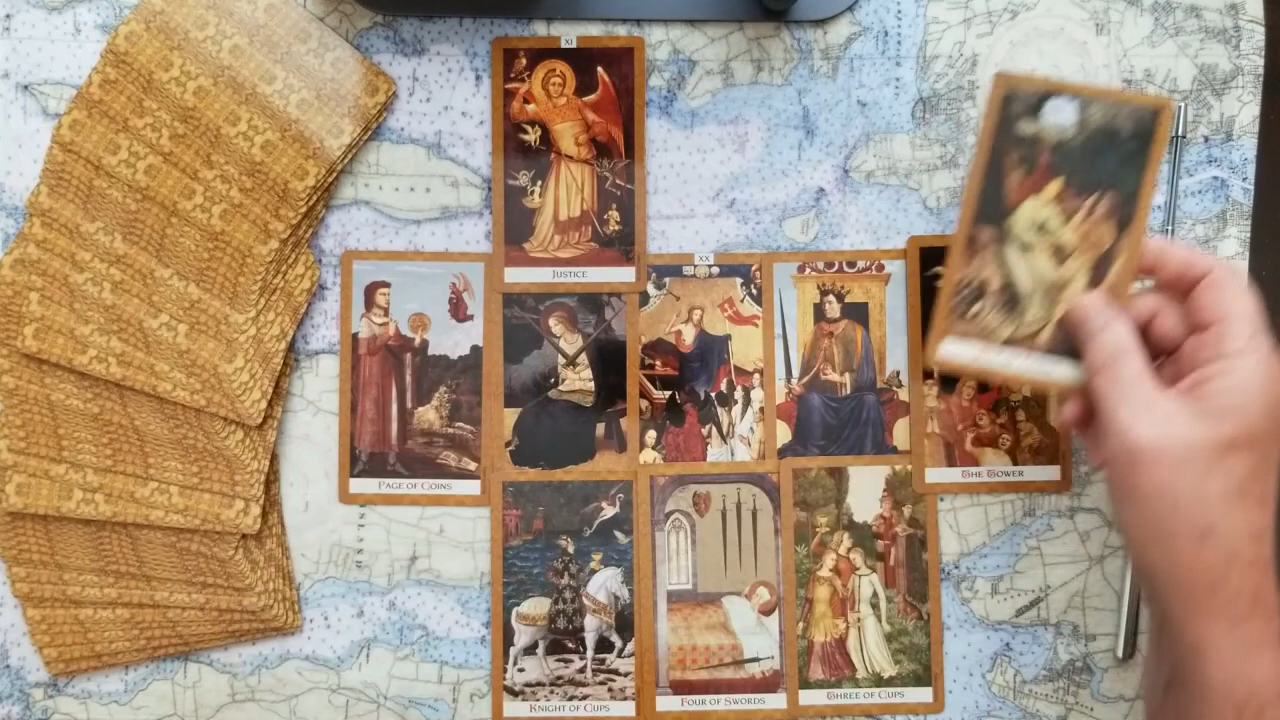 XI
JUSTICE
XX
PAGE OF COINS
THE TOWER
KNIGHT OF CUPS
FOUR OF SWORDS
THREE OF CUPS